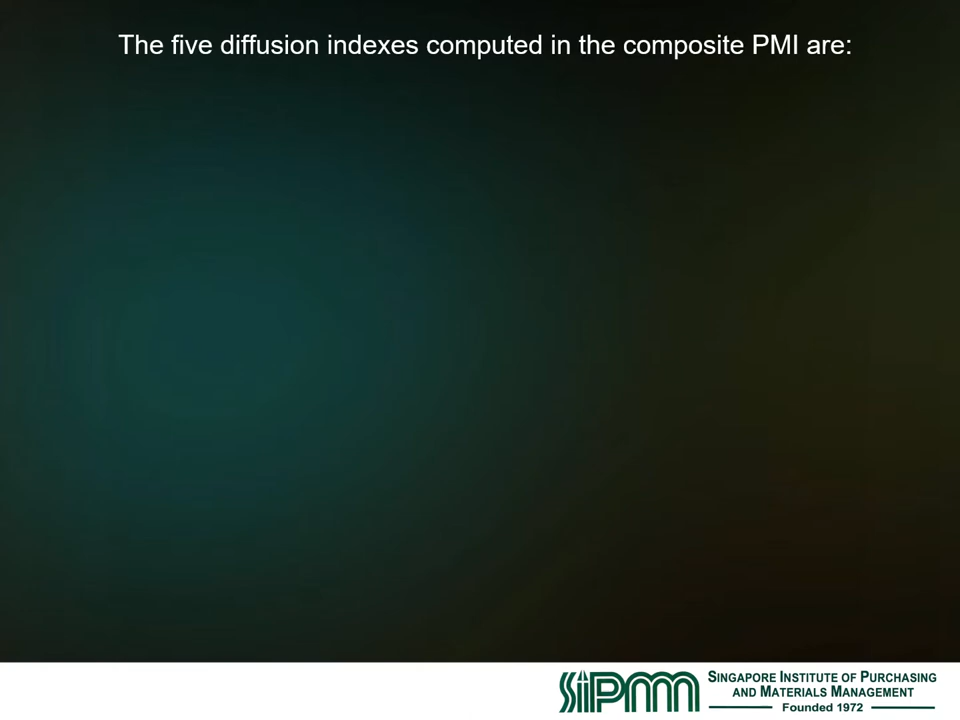 The five diffusion indexes computed in the composite PMI are:
SiPMM
SINGAPORE INSTITUTE OF PURCHASING
AND MATERIALS MANAGEMENT
Founded 1972